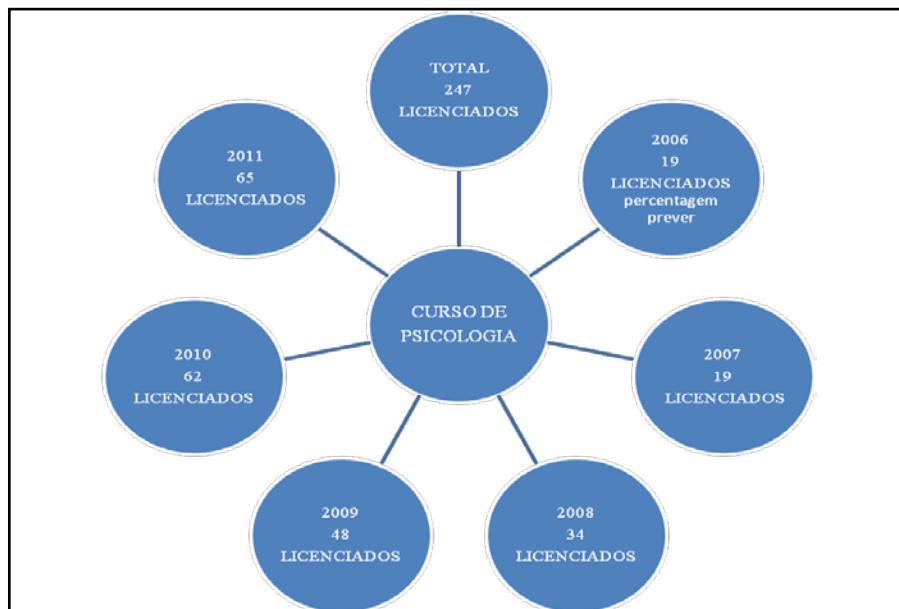 TOTAL
247
LICENCIADOS
2006
19
LICENCIADOS
percentagem
prever
2007
19
LICENCIADOS
2008
34
LICENCIADOS
2009
48
LICENCIADOS
2010
62
LICENCIADOS
2011
65
LICENCIADOS
CURSO DE
PSICOLOGIA